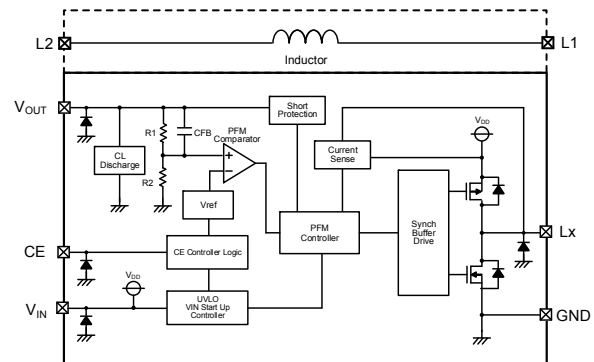 L2
L1
Inductor
VOUT
Short
Protection
R1
CFB
PFM
Comparator
VDD
CL
Discharge
+
Current
Sense
R2
−
Vref
PFM
Controller
Synch
Buffer
Drive
Lx
CE
CE Controller Logic
VDD
VIN
UVLO
VIN Start Up
Controller
GND